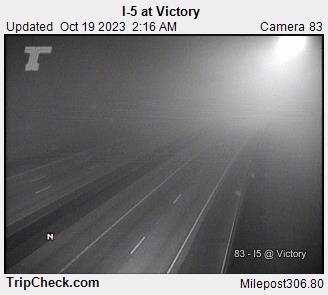 I-5 at Victory
Updated  Oct 19 2023  2:16 AM
Camera 83
T
N
83 - I5 @ Victory
TripCheck.com
Milepost306.80